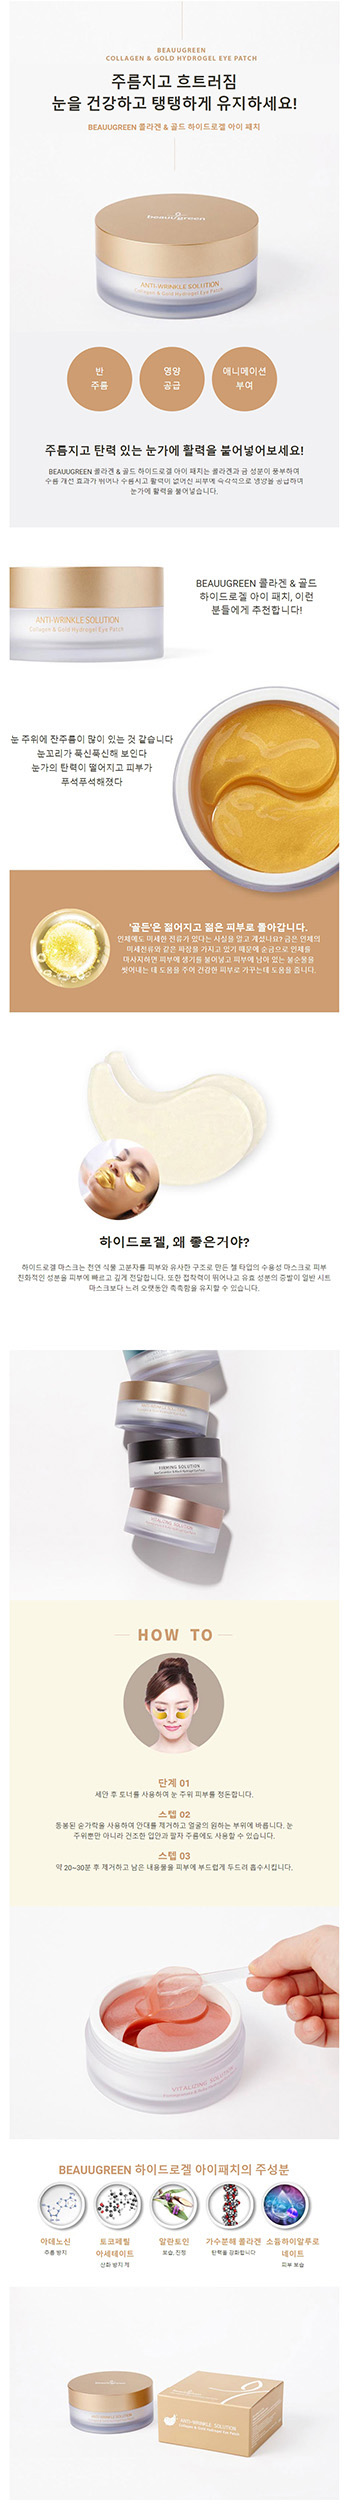 BEAUUGREEN
COLLAGEN & GOLD HYDROGEL EYE PATCH
주름지고 흐트러짐
눈을 건강하고 탱탱하게 유지하세요!
BEAUUGREEN 콜라겐 & 골드 하이드로겔 아이 패치
beauugreen
ANTI-WRINKLE SOLUTION
Collagen & Gold Hydrogel Eye Patch
반
주름
영양
공급
애니메이션
부여
주름지고 탄력 있는 눈가에 활력을 불어넣어보세요!
BEAUUGREEN 콜라겐 & 골드 하이드로겔 아이 패치는 콜라겐과 금 성분이 풍부하여
주름 개선 효과가 뛰어나 주름지고 활력이 없어진 피부에 즉각적으로 영양을 공급하여
눈가에 활력을 불어넣습니다.
ANTI-WRINKLE SOLUTION
Collagen & Gold Hydrogel Eye Patch
BEAUUGREEN 콜라겐 & 골드
하이드로겔 아이 패치, 이런
분들에게 추천합니다!
눈 주위에 잔주름이 많이 있는 것 같습니다
눈꼬리가 푹신푹신해 보인다
눈가의 탄력이 떨어지고 피부가
푸석푸석해졌다
'골든'은 젊어지고 젊은 피부로 돌아갑니다.
인체에도 미세한 전류가 있다는 사실을 알고 계셨나요? 금은 인체의
미세전류와 같은 파장을 가지고 있기 때문에 순금으로 인체를
마사지하면 피부에 생기를 불어넣고 피부에 남아 있는 불순물을
씻어내는 데 도움을 주어 건강한 피부로 가꾸는데 도움을 줍니다.
하이드로겔, 왜 좋은거야?
하이드로겔 마스크는 천연 식물 고분자를 피부와 유사한 구조로 만든 젤 타입의 수용성 마스크로 피부
친화적인 성분을 피부에 빠르고 깊게 전달합니다. 또한 접착력이 뛰어나고 유효 성분의 증발이 일반 시트
마스크보다 느려 오랫동안 촉촉함을 유지할 수 있습니다.
FIRMING SOLUTION
VITALIZING SOLUTION
HOW TO
단계 01
세안 후 토너를 사용하여 눈 주위 피부를 정돈합니다.
스텝 02
동봉된 숟가락을 사용하여 안대를 제거하고 얼굴의 원하는 부위에 바릅니다. 눈
주위뿐만 아니라 건조한 입안과 팔자 주름에도 사용할 수 있습니다.
스텝 03
약 20~30분 후 제거하고 남은 내용물을 피부에 부드럽게 두드려 흡수시킵니다.
VITALIZING SOLUTION
BEAUUGREEN 하이드로겔 아이패치의 주성분
아데노신
주름 방지
토코페릴
아세테이트
산화 방지 제
알란토인
보습, 진정
가수분해 콜라겐
탄력을 강화합니다
소듐하이알루로
네이트
피부 보습
beauugreen
ANTI-WRINKLE SOLUTION
ANTI-WRINKLE SOLUTION
Collagen & Gold Hydrogel Eye Patch